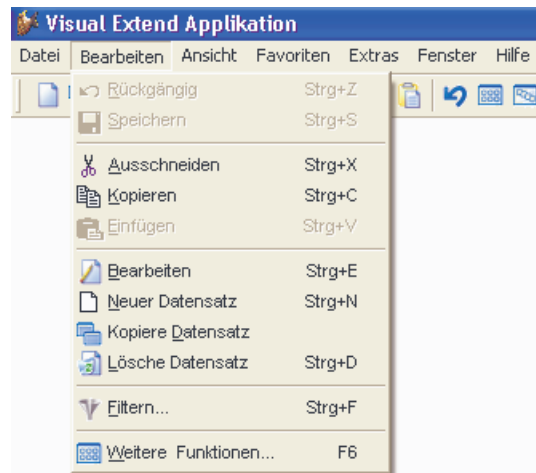 Visual Extend Applikation
Datei Bearbeiten Ansicht Favoriten Extras Fenster Hilfe
Rückgängig Strg+Z
Speichern Strg+S
Ausschneiden Strg+X
Kopieren Strg+C
Einfügen Strg+V
Bearbeiten Strg+E
Neuer Datensatz Strg+N
Kopiere Datensatz
Lösche Datensatz Strg+D
Filtern... Strg+F
Weitere Funktionen... F6